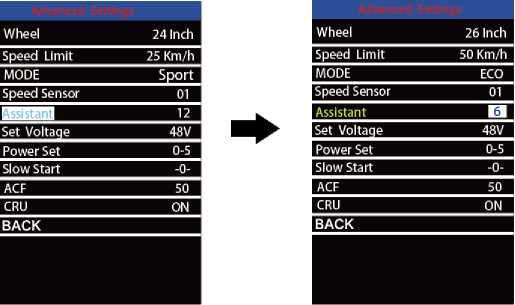 Advanced Settings
Wheel 24 Inch
Speed Limit 25 Km/h
MODE Sport
Speed Sensor 01
Assistant 12
Set Voltage 48V
Power Set 0-5
Slow Start -0-
ACF 50
CRU ON
BACK
Advanced Settings
Wheel 26 Inch
Speed Limit 50 Km/h
MODE ECO
Speed Sensor 01
Assistant 6
Set Voltage 48V
Power Set 0-5
Slow Start -0-
ACF 50
CRU ON
BACK